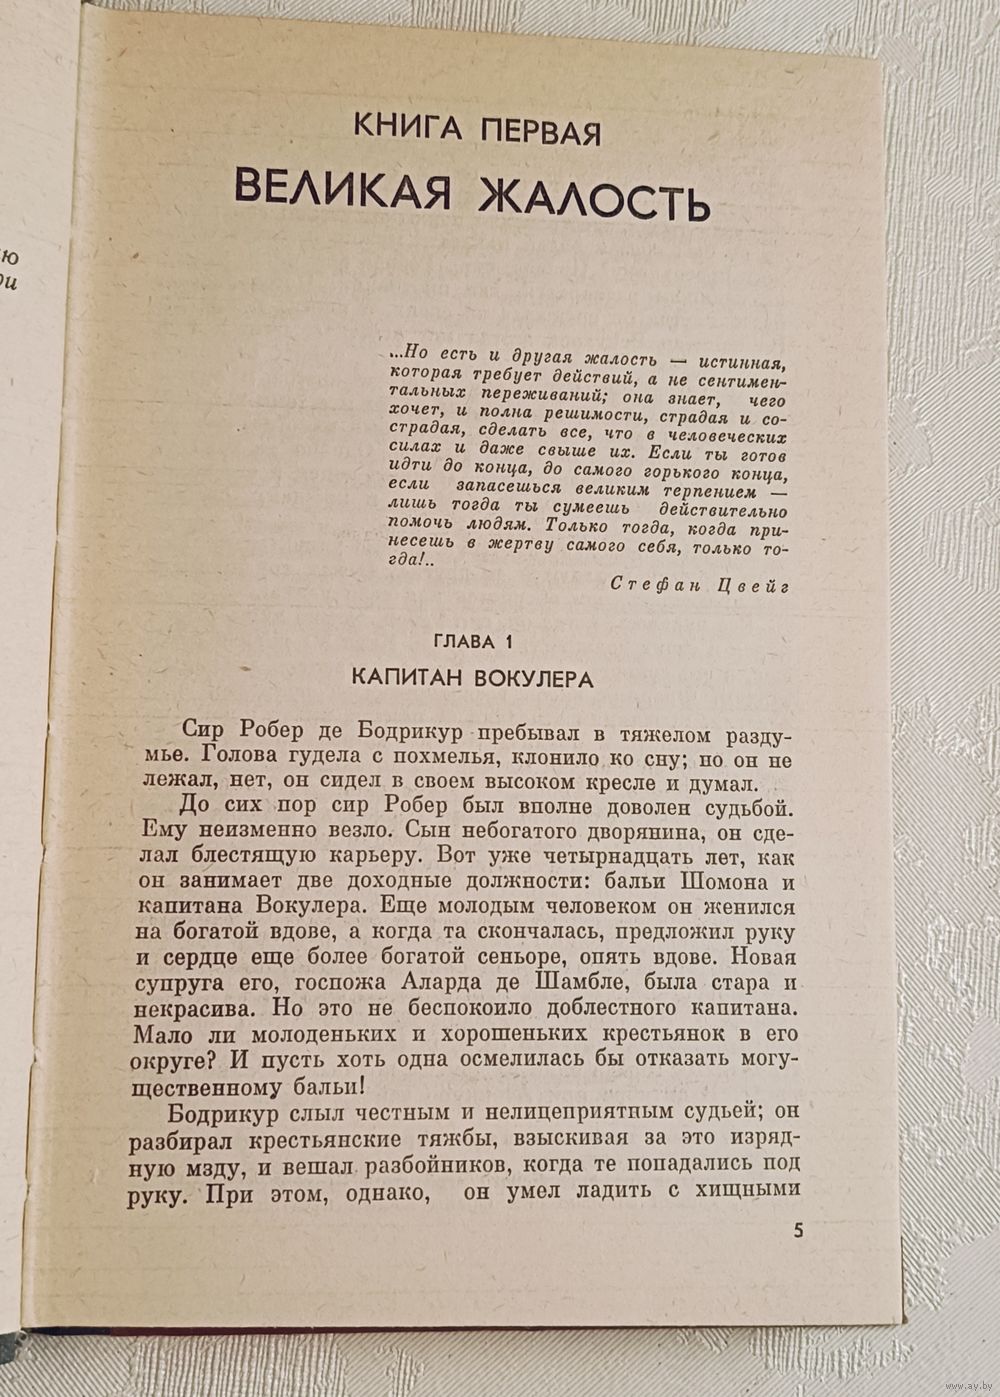 ю
ри
КНИГА ПЕРВАЯ
ВЕЛИКАЯ ЖАЛОСТЬ
...Но есть и другая жалость — истинная,
которая требует действий, а не сентимен-
тальных переживаний; она знает, чего
хочет, и полна решимости, страдая и со-
страдая, сделать все, что в человеческих
силах и даже свыше их. Если ты готов
идти до конца, до самого горького конца,
если запасешься великим терпением —
лишь тогда ты сумеешь действительно
помочь людям. Только тогда, когда при-
несешь в жертву самого себя, только то-
гда!..
Стефан Цвейг
ГЛАВА 1
КАПИТАН ВОКУЛЕРА
Сир Робер де Бодрикур пребывал в тяжелом разду-
мье. Голова гудела с похмелья, клонило ко сну; но он не
лежал, нет, он сидел в своем высоком кресле и думал.
До сих пор сир Робер был вполне доволен судьбой.
Ему неизменно везло. Сын небогатого дворянина, он сде-
лал блестящую карьеру. Вот уже четырнадцать лет, как
он занимает две доходные должности: бальи Шомона и
капитана Вокулера. Еще молодым человеком он женился
на богатой вдове, а когда та скончалась, предложил руку
и сердце еще более богатой сеньоре, опять вдове. Новая
супруга его, госпожа Аларда де Шамбле, была стара и
некрасива. Но это не беспокоило доблестного капитана.
Мало ли молоденьких и хорошеньких крестьянок в его
округе? И пусть хоть одна осмелилась бы отказать могу-
щественному бальи!
Бодрикур слыл честным и нелицеприятным судьей; он
разбирал крестьянские тяжбы, взыскивая за это изряд-
ную мзду, и вешал разбойников, когда те попадались под
руку. При этом, однако, он умел ладить с хищными
5
www.ay.by